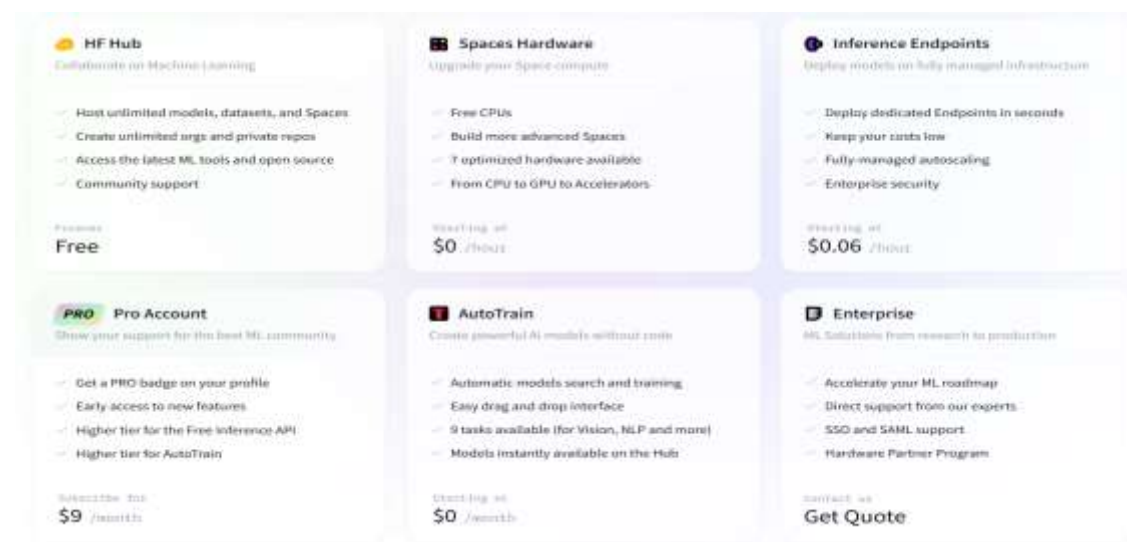 HF Hub
Collaborate on Machine Learning
Host unlimited models, datasets, and Spaces
Create unlimited orgs and private repos
Access the latest ML tools and open source
Community support
Forever
Free
Spaces Hardware
Upgrade your Space compute
Free CPUs
Build more advanced Spaces
7 optimized hardware available
From CPU to GPU to Accelerators
Starting at
$0 /hour
Inference Endpoints
Deploy models on fully managed infrastructure
Deploy dedicated Endpoints in seconds
Keep your costs low
Fully-managed autoscaling
Enterprise security
Starting at
$0.06 /hour
PRO Pro Account
Show your support for the best ML community
Get a PRO badge on your profile
Early access to new features
Higher tier for the Free Inference API
Higher tier for AutoTrain
Subscribe for
$9 /month
AutoTrain
Create powerful AI models without code
Automatic models search and training
Easy drag and drop interface
9 tasks available (for Vision, NLP and more)
Models instantly available on the Hub
Starting at
$0 /month
Enterprise
ML Solutions from research to production
Accelerate your ML roadmap
Direct support from our experts
SSO and SAML support
Hardware Partner Program
Contact us
Get Quote